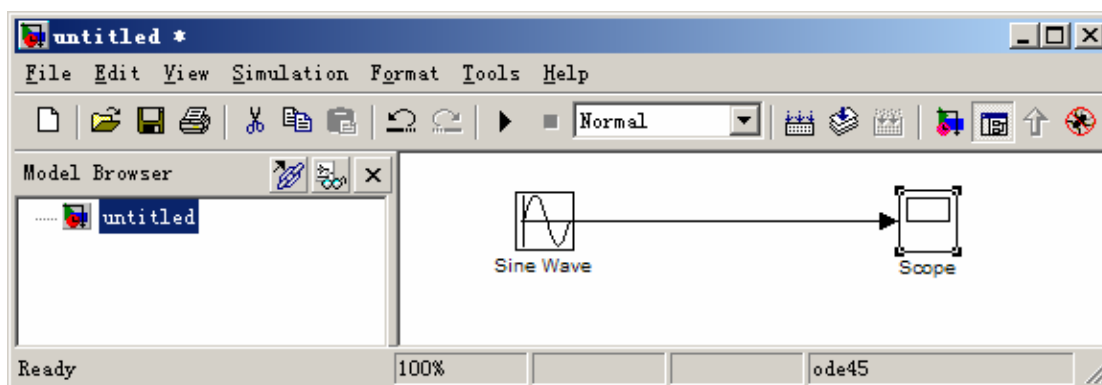 untitled *
File Edit View Simulation Format Tools Help
Normal
Model Browser
untitled
Sine Wave
Scope
Ready 100% ode45